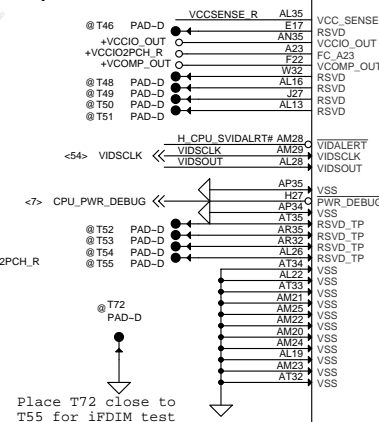 VCCSENSE_R AL35 VCC_SENSE
@ T46 PAD~D E17 RSVD
+VCCIO_OUT AN35 VCCIO_OUT
+VCCIO2PCH_R A23 FC_A23
+VCOMP_OUT F22 VCOMP_OUT
@ T48 PAD~D W32 RSVD
@ T49 PAD~D AL16 RSVD
@ T50 PAD~D J27 RSVD
@ T51 PAD~D AL13 RSVD
H_CPU_SVIDALRT# AM28 VIDALERT
<54> VIDSCLK VIDSCLK AM29 VIDSCLK
VIDSOUT AL28 VIDSOUT
AP35 VSS
<7> CPU_PWR_DEBUG H27 PWR_DEBUG
AP34 VSS
@ T52 PAD~D AT35 RSVD_TP
@ T53 PAD~D AR35 RSVD_TP
@ T54 PAD~D AR32 RSVD_TP
@ T55 PAD~D AL26 RSVD_TP
2PCH_R
AT34 VSS
AL22 VSS
AT33 VSS
AM21 VSS
AM25 VSS
AM22 VSS
AM20 VSS
AM24 VSS
AL19 VSS
AM23 VSS
AT32 VSS
@ T72
PAD~D
Place T72 close to
T55 for iFDIM test